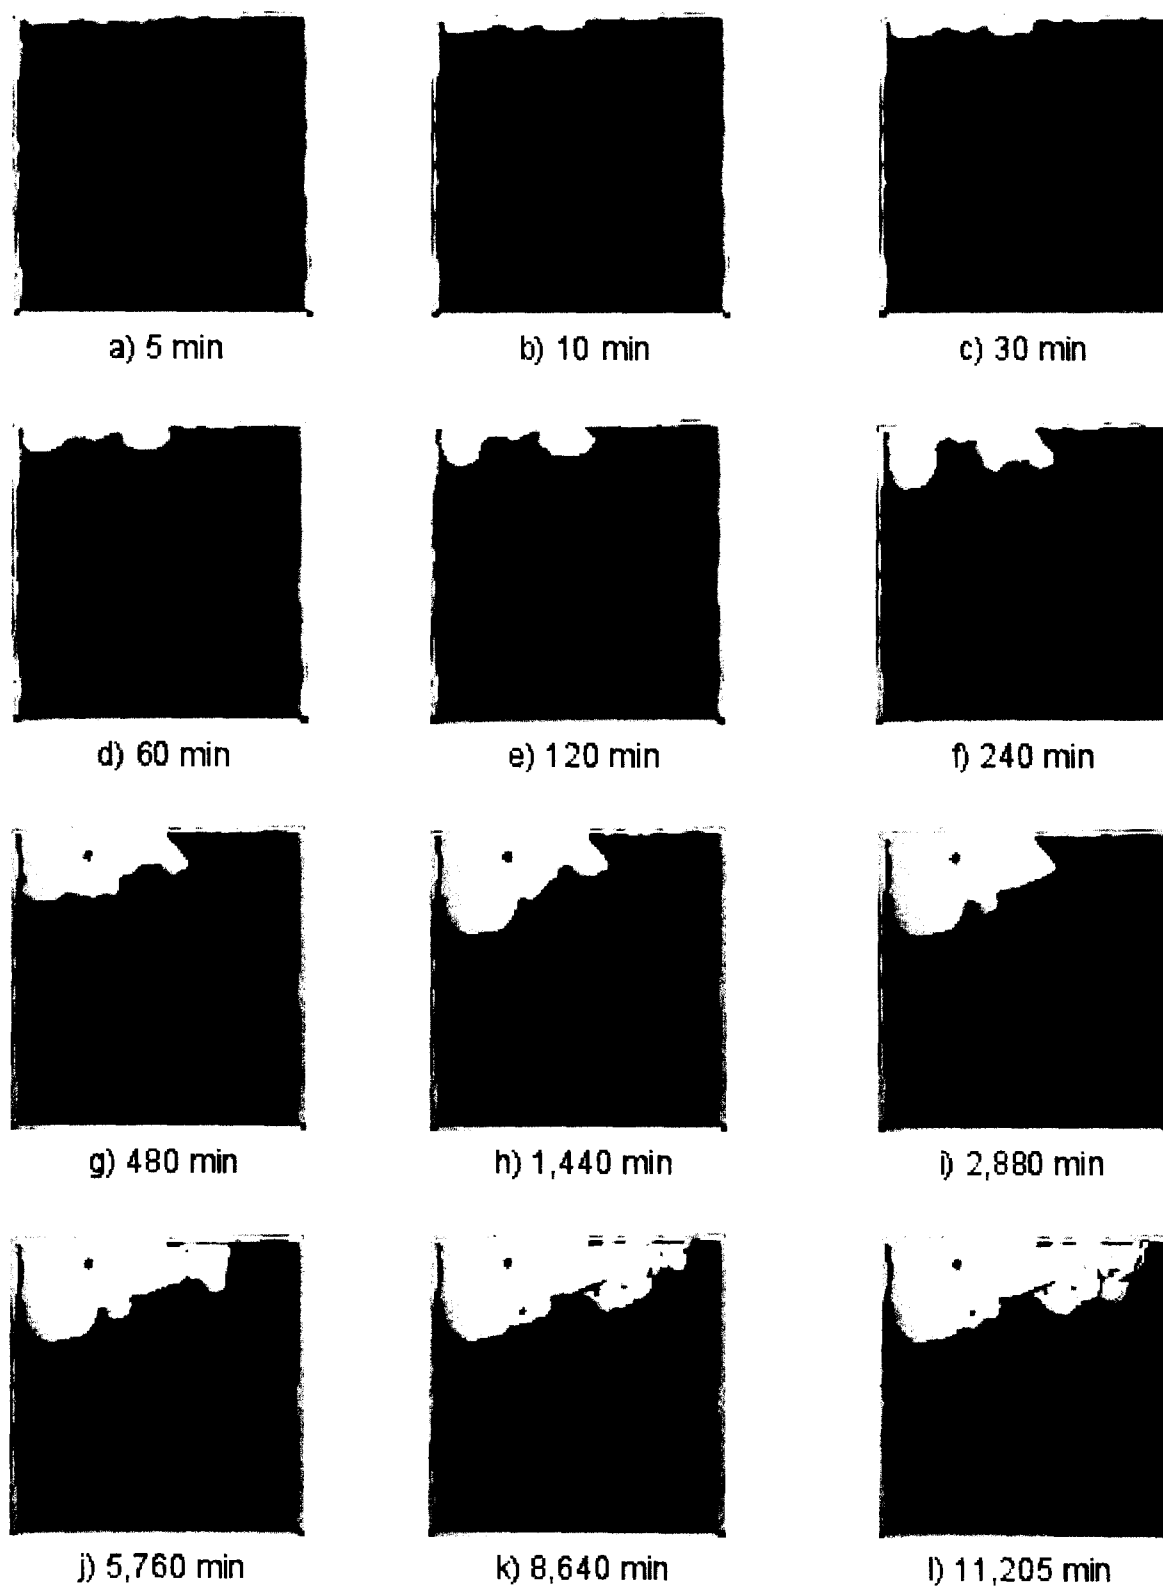 a) 5 min
b) 10 min
c) 30 min
d) 60 min
e) 120 min
f) 240 min
g) 480 min
h) 1,440 min
i) 2,880 min
j) 5,760 min
k) 8,640 min
l) 11,205 min